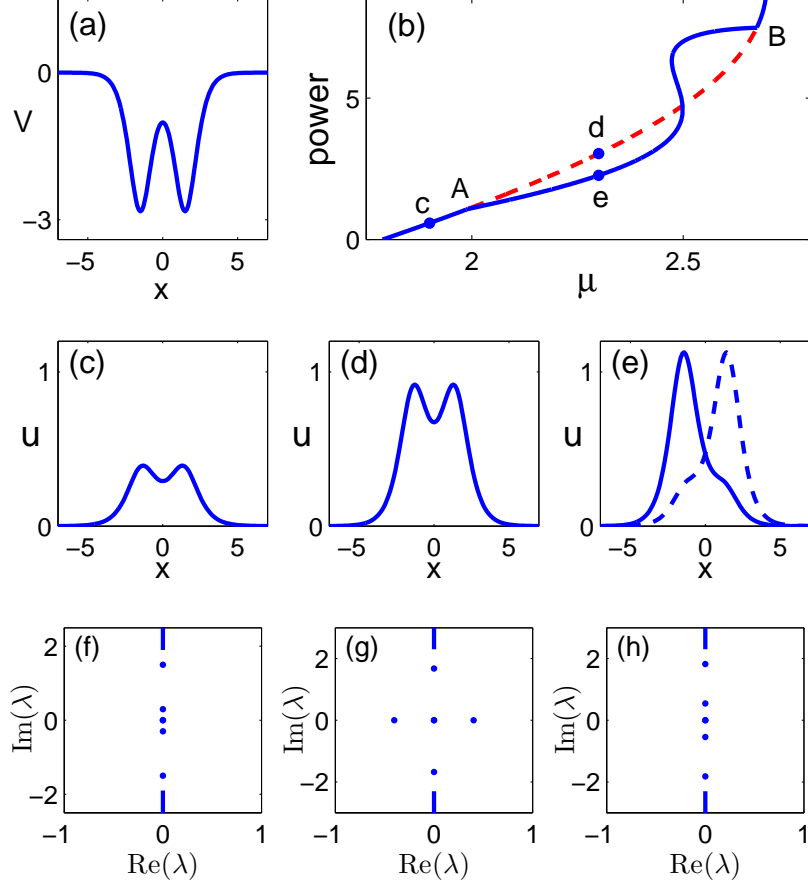 (a)
0
V
−3
−5 0 5
x
(b)
power
5
0
c
A
d
e
B
2 2.5
μ
(c)
1
u
0
−5 0 5
x
(d)
1
u
0
−5 0 5
x
(e)
1
u
0
−5 0 5
x
(f)
Im(λ)
2
0
−2
−1 0 1
Re(λ)
(g)
Im(λ)
2
0
−2
−1 0 1
Re(λ)
(h)
Im(λ)
2
0
−2
−1 0 1
Re(λ)